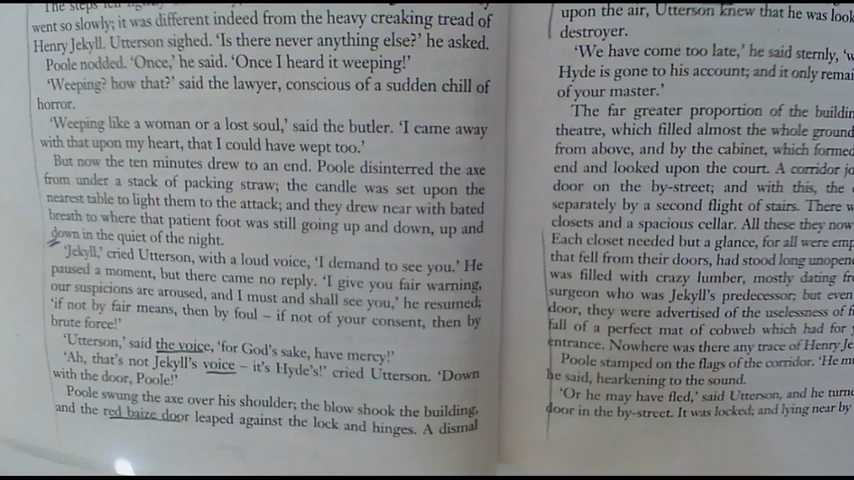 The steps fell
went so slowly; it was different indeed from the heavy creaking tread of
Henry Jekyll. Utterson sighed. 'Is there never anything else?' he asked.
Poole nodded. 'Once,' he said. 'Once I heard it weeping!'
'Weeping? how that?' said the lawyer, conscious of a sudden chill of
horror.
'Weeping like a woman or a lost soul,' said the butler. 'I came away
with that upon my heart, that I could have wept too.'
But now the ten minutes drew to an end. Poole disinterred the axe
from under a stack of packing straw; the candle was set upon the
nearest table to light them to the attack; and they drew near with bated
breath to where that patient foot was still going up and down, up and
down in the quiet of the night.
'Jekyll,' cried Utterson, with a loud voice, 'I demand to see you.' He
paused a moment, but there came no reply. 'I give you fair warning,
our suspicions are aroused, and I must and shall see you,' he resumed;
'if not by fair means, then by foul – if not of your consent, then by
brute force!'
'Utterson,' said the voice, 'for God's sake, have mercy!'
'Ah, that's not Jekyll's voice – it's Hyde's!' cried Utterson. 'Down
with the door, Poole!'
Poole swung the axe over his shoulder; the blow shook the building,
and the red baize door leaped against the lock and hinges. A dismal
upon the air, Utterson knew that he was look
destroyer.
'We have come too late,' he said sternly, 'w
Hyde is gone to his account; and it only remai
of your master.'
The far greater proportion of the buildin
theatre, which filled almost the whole ground
from above, and by the cabinet, which formed
end and looked upon the court. A corridor jo
door on the by-street; and with this, the
separately by a second flight of stairs. There w
closets and a spacious cellar. All these they now
Each closet needed but a glance, for all were emp
that fell from their doors, had stood long unopene
was filled with crazy lumber, mostly dating fr
surgeon who was Jekyll's predecessor; but even
door, they were advertised of the uselessness of f
fall of a perfect mat of cobweb which had for y
entrance. Nowhere was there any trace of Henry Je
Poole stamped on the flags of the corridor. 'He mu
he said, hearkening to the sound.
'Or he may have fled,' said Utterson, and he turne
door in the by-street. It was locked; and lying near by